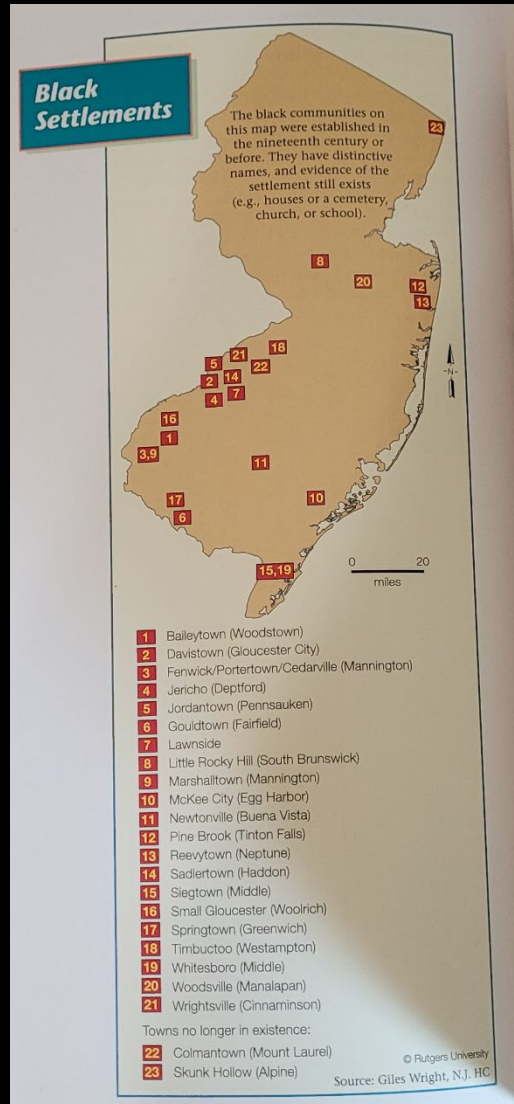 Black
Settlements
The black communities on
this map were established in
the nineteenth century or
before. They have distinctive
names, and evidence of the
settlement still exists
(e.g., houses or a cemetery,
church, or school).
23
8
20
12
13
18
21
5
22
14
2
7
4
16
1
3,9
11
17
10
6
15,19
N
0 20
miles
1 Baileytown (Woodstown)
2 Davistown (Gloucester City)
3 Fenwick/Portertown/Cedarville (Mannington)
4 Jericho (Deptford)
5 Jordantown (Pennsauken)
6 Gouldtown (Fairfield)
7 Lawnside
8 Little Rocky Hill (South Brunswick)
9 Marshalltown (Mannington)
10 McKee City (Egg Harbor)
11 Newtonville (Buena Vista)
12 Pine Brook (Tinton Falls)
13 Reevytown (Neptune)
14 Sadlertown (Haddon)
15 Siegtown (Middle)
16 Small Gloucester (Woolrich)
17 Springtown (Greenwich)
18 Timbuctoo (Westampton)
19 Whitesboro (Middle)
20 Woodsville (Manalapan)
21 Wrightsville (Cinnaminson)
Towns no longer in existence:
22 Colmantown (Mount Laurel)
23 Skunk Hollow (Alpine)
© Rutgers University
Source: Giles Wright, N.J. HC